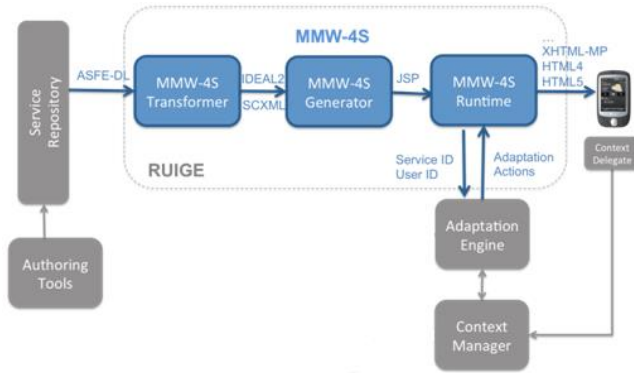 MMW-4S
...
XHTML-MP
HTML4
HTML5
ASFE-DL
IDEAL2
SCXML
JSP
Service
Repository
MMW-4S
Transformer
MMW-4S
Generator
MMW-4S
Runtime
RUIGE
Service ID
User ID
Adaptation
Actions
Context
Delegate
Authoring
Tools
Adaptation
Engine
Context
Manager